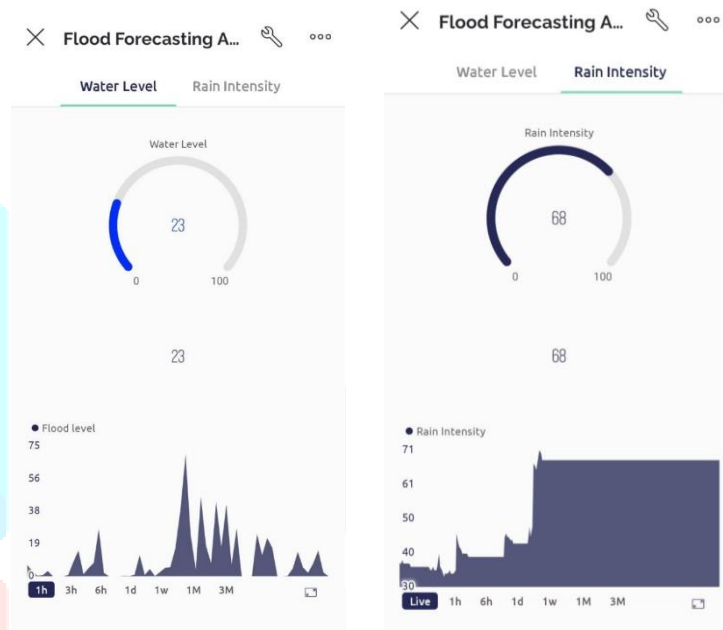 Flood Forecasting A...
Water Level Rain Intensity
Water Level
23
0 100
23
Flood level
75
56
38
19
0
1h 3h 6h 1d 1w 1M 3M
Flood Forecasting A...
Water Level Rain Intensity
Rain Intensity
68
0 100
68
Rain Intensity
71
61
50
40
30
Live 1h 6h 1d 1w 1M 3M